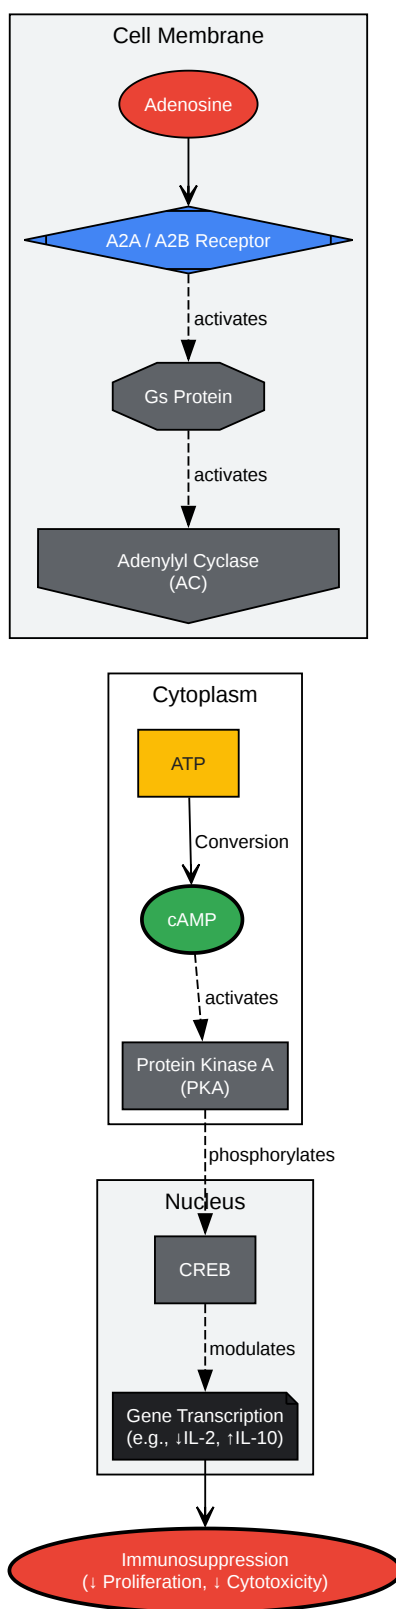 Cell Membrane
Adenosine
A2A / A2B Receptor
activates
Gs Protein
activates
Adenylyl Cyclase
(AC)
Cytoplasm
ATP
Conversion
cAMP
activates
Protein Kinase A
(PKA)
phosphorylates
Nucleus
CREB
modulates
Gene Transcription
(e.g., ↓IL-2, ↑IL-10)
Immunosuppression
(↓ Proliferation, ↓ Cytotoxicity)